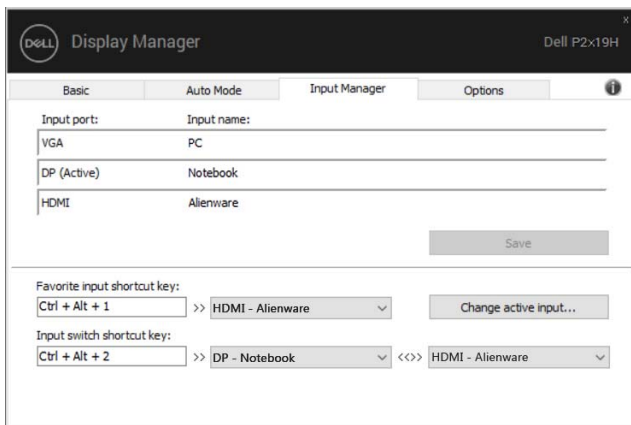 x
DELL Display Manager Dell P2x19H
Basic Auto Mode Input Manager Options i
Input port: Input name:
VGA PC
DP (Active) Notebook
HDMI Alienware
Save
Favorite input shortcut key:
Ctrl + Alt + 1 >> HDMI - Alienware Change active input...
Input switch shortcut key:
Ctrl + Alt + 2 >> DP - Notebook <<>> HDMI - Alienware